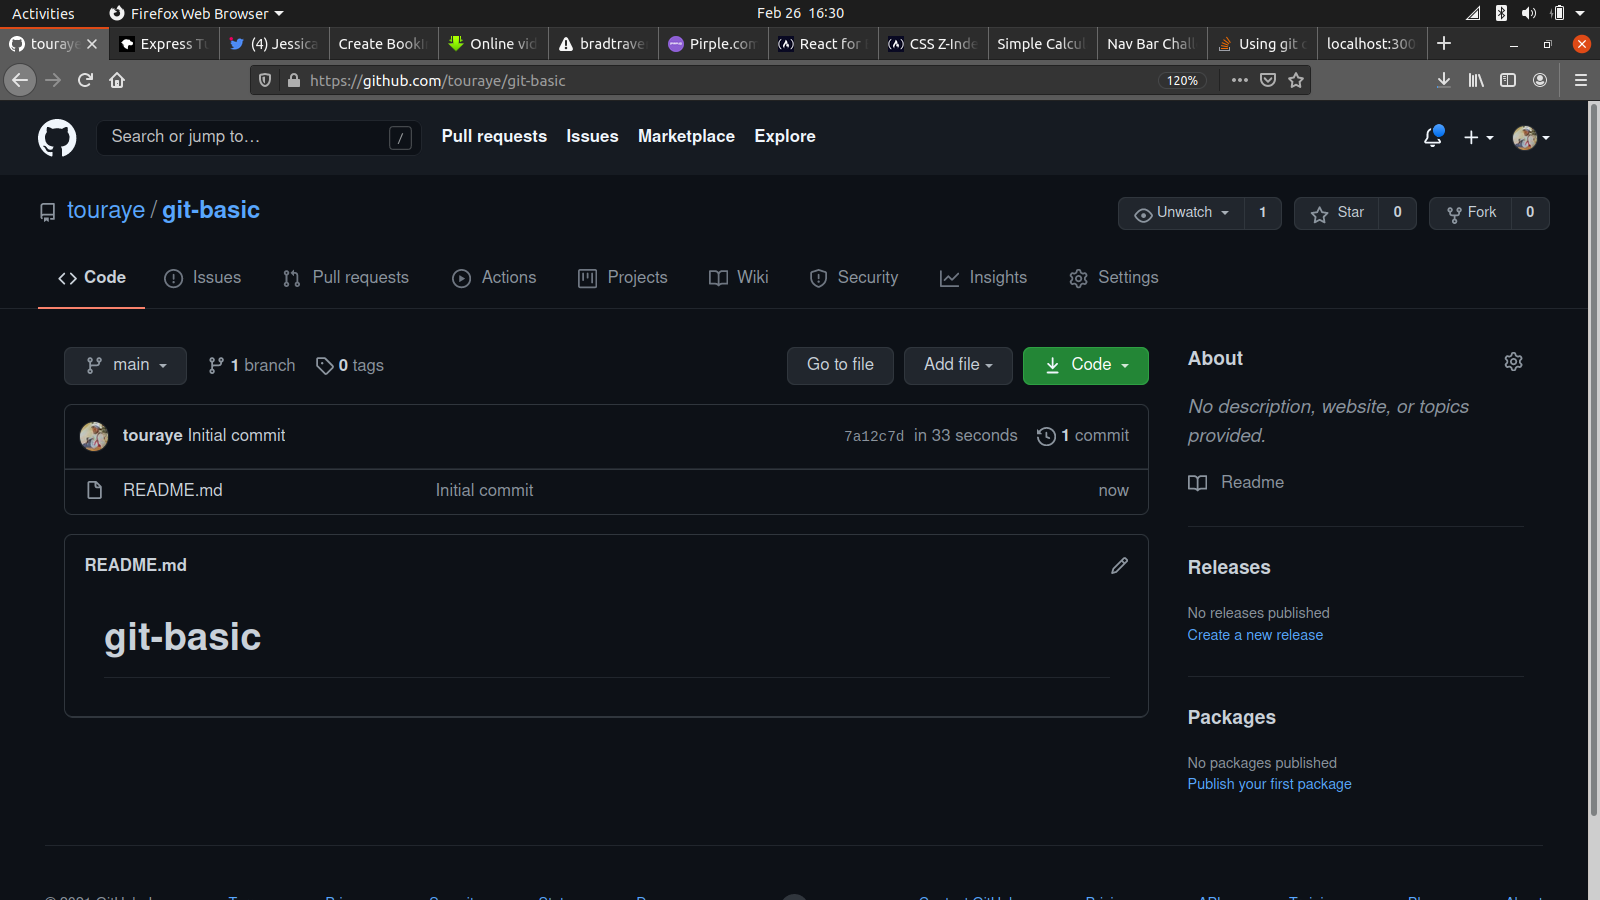 Activities Firefox Web Browser Feb 26 16:30
touraye Express Tu (4) Jessica Create BookI Online vid bradtrave Pirple.com React for CSS Z-Inde Simple Calcul Nav Bar Chall Using git c localhost:300
https://github.com/touraye/git-basic 120%
Search or jump to… / Pull requests Issues Marketplace Explore
touraye / git-basic Unwatch 1 Star 0 Fork 0
Code Issues Pull requests Actions Projects Wiki Security Insights Settings
main 1 branch 0 tags Go to file Add file Code
touraye Initial commit 7a12c7d in 33 seconds 1 commit
README.md Initial commit now
README.md
git-basic
About
No description, website, or topics
provided.
Readme
Releases
No releases published
Create a new release
Packages
No packages published
Publish your first package